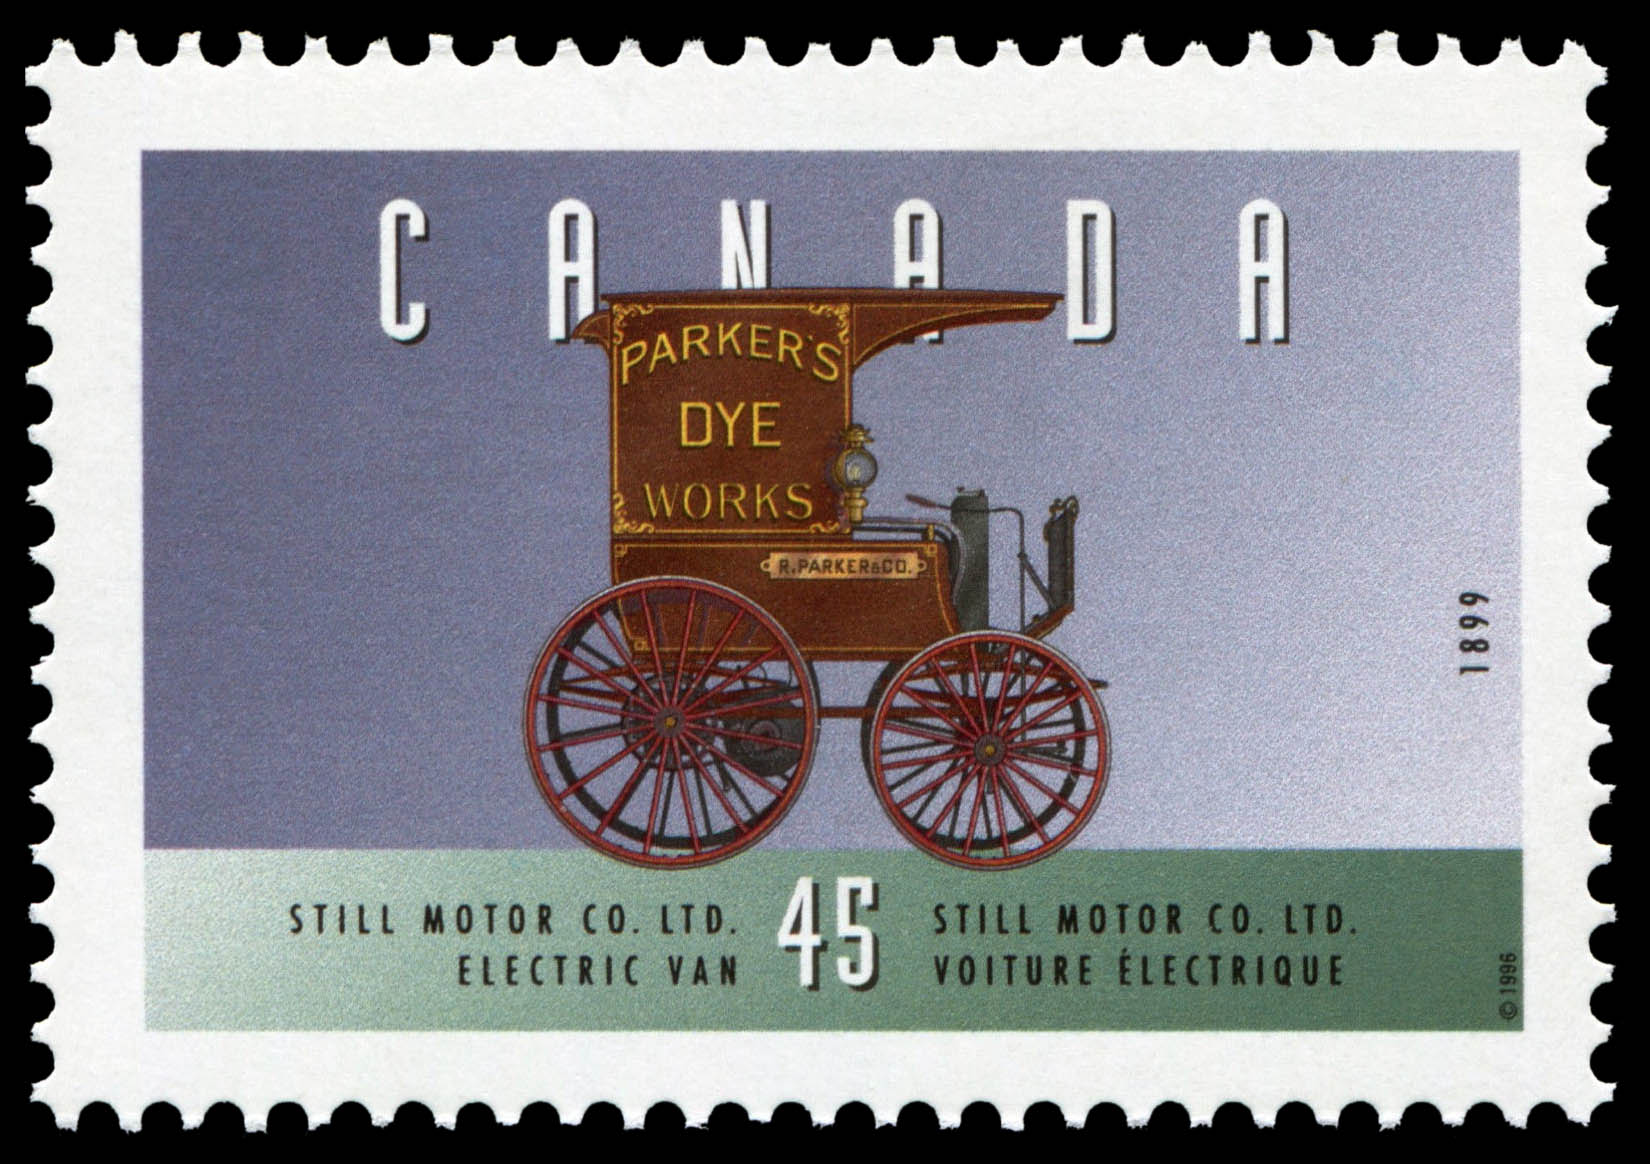 CANADA
PARKER'S
DYE
WORKS
R. PARKER & CO.
1899
STILL MOTOR CO. LTD.
ELECTRIC VAN
45
STILL MOTOR CO. LTD.
VOITURE ÉLECTRIQUE
© 1996